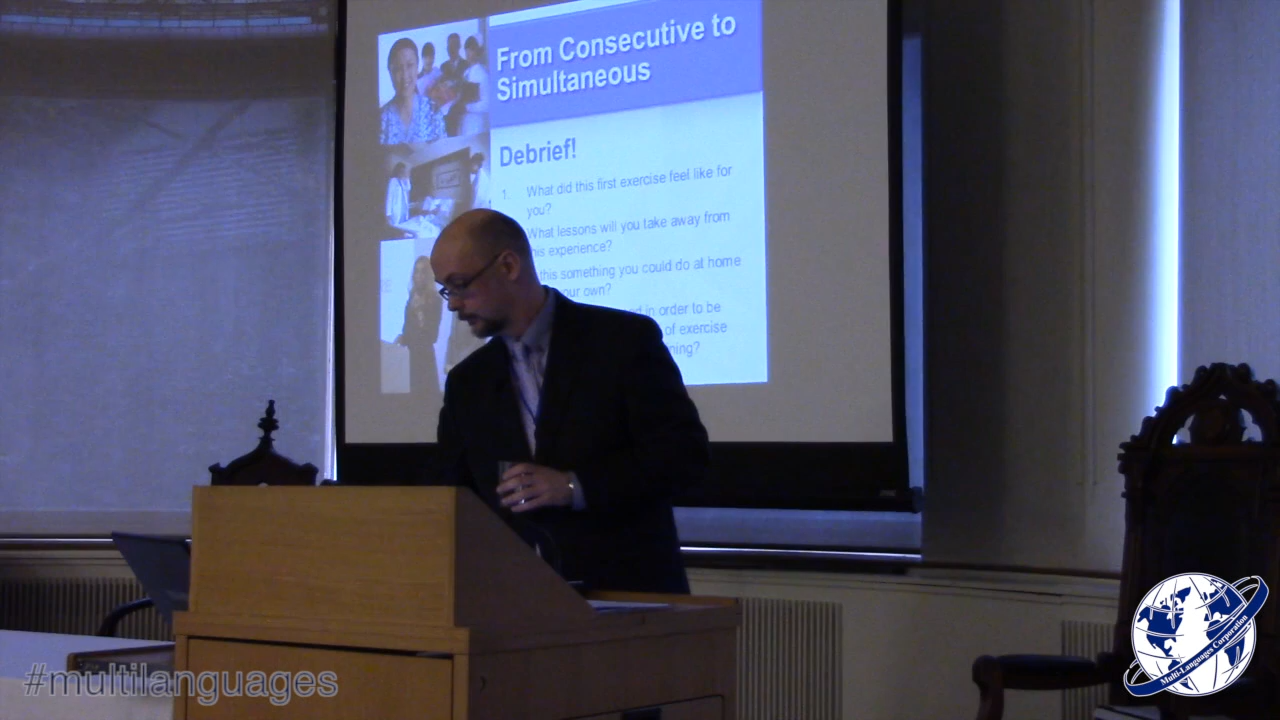 From Consecutive to
Simultaneous
Debrief!
1. What did this first exercise feel like for
you?
What lessons will you take away from
his experience?
this something you could do at home
your own?
in order to be
of exercise
#multilanguages
Multi-Languages Corporation